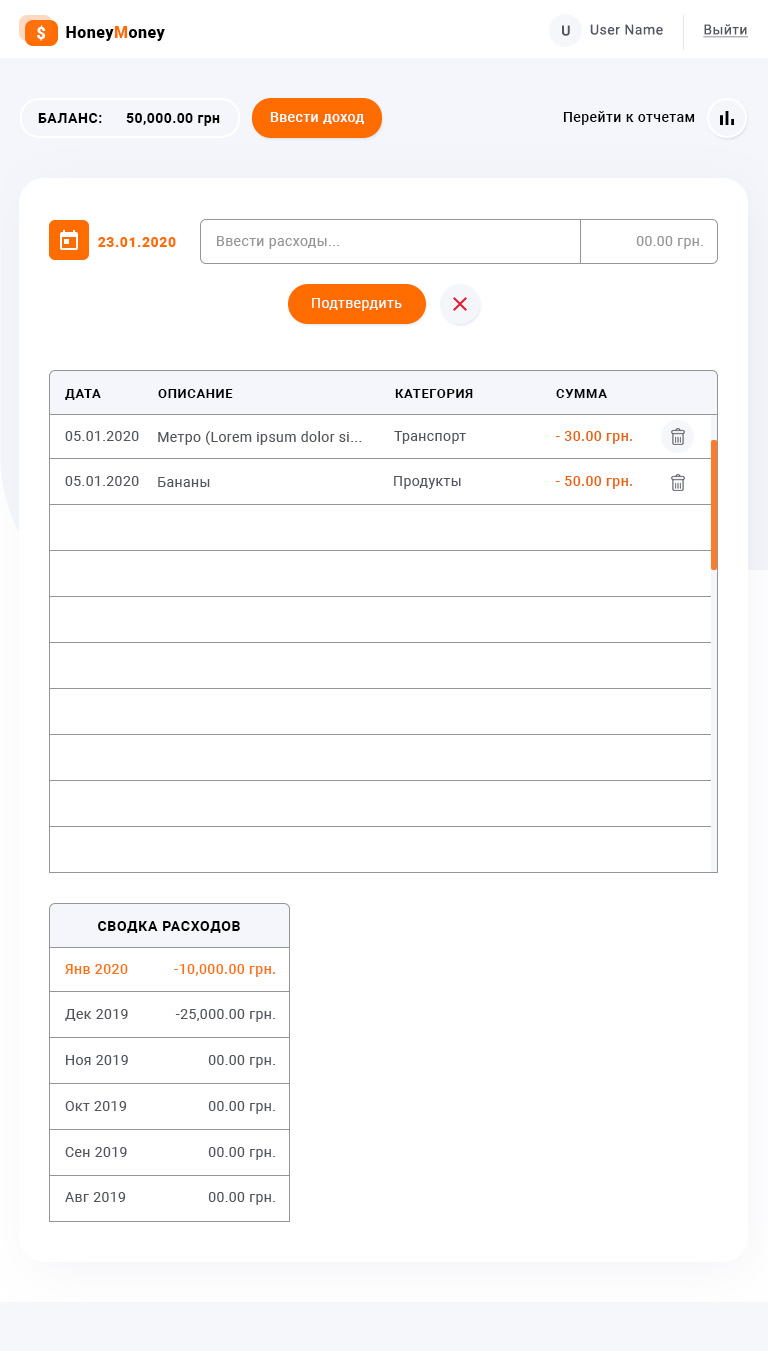 $ HoneyMoney U User Name Выйти
БАЛАНС: 50,000.00 грн Ввести доход Перейти к отчетам
23.01.2020 Ввести расходы... 00.00 грн.
Подтвердить
ДАТА ОПИСАНИЕ КАТЕГОРИЯ СУММА
05.01.2020 Метро (Lorem ipsum dolor si... Транспорт - 30.00 грн.
05.01.2020 Бананы Продукты - 50.00 грн.
СВОДКА РАСХОДОВ
Янв 2020 -10,000.00 грн.
Дек 2019 -25,000.00 грн.
Ноя 2019 00.00 грн.
Окт 2019 00.00 грн.
Сен 2019 00.00 грн.
Авг 2019 00.00 грн.